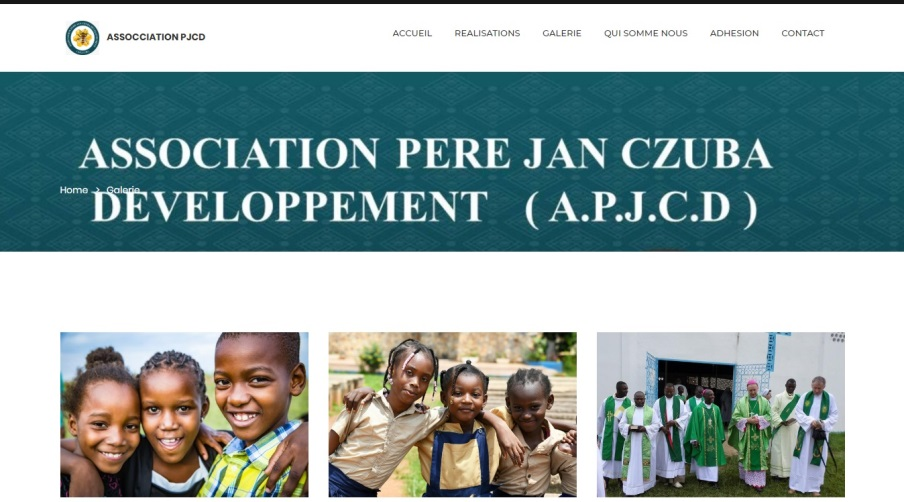 ASSOCCIATION PJCD
ACCUEIL REALISATIONS GALERIE QUI SOMME NOUS ADHESION CONTACT
ASSOCIATION PERE JAN CZUBA
Home → Galerie
DEVELOPPEMENT ( A.P.J.C.D )